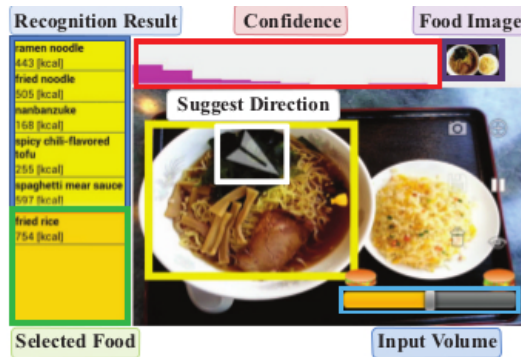 Recognition Result
Confidence
Food Image
ramen noodle
443 [kcal]
fried noodle
505 [kcal]
nanbanzuke
168 [kcal]
spicy chili-flavored
tofu
255 [kcal]
spaghetti mear sauce
597 [kcal]
Suggest Direction
fried rice
754 [kcal]
Selected Food
Input Volume